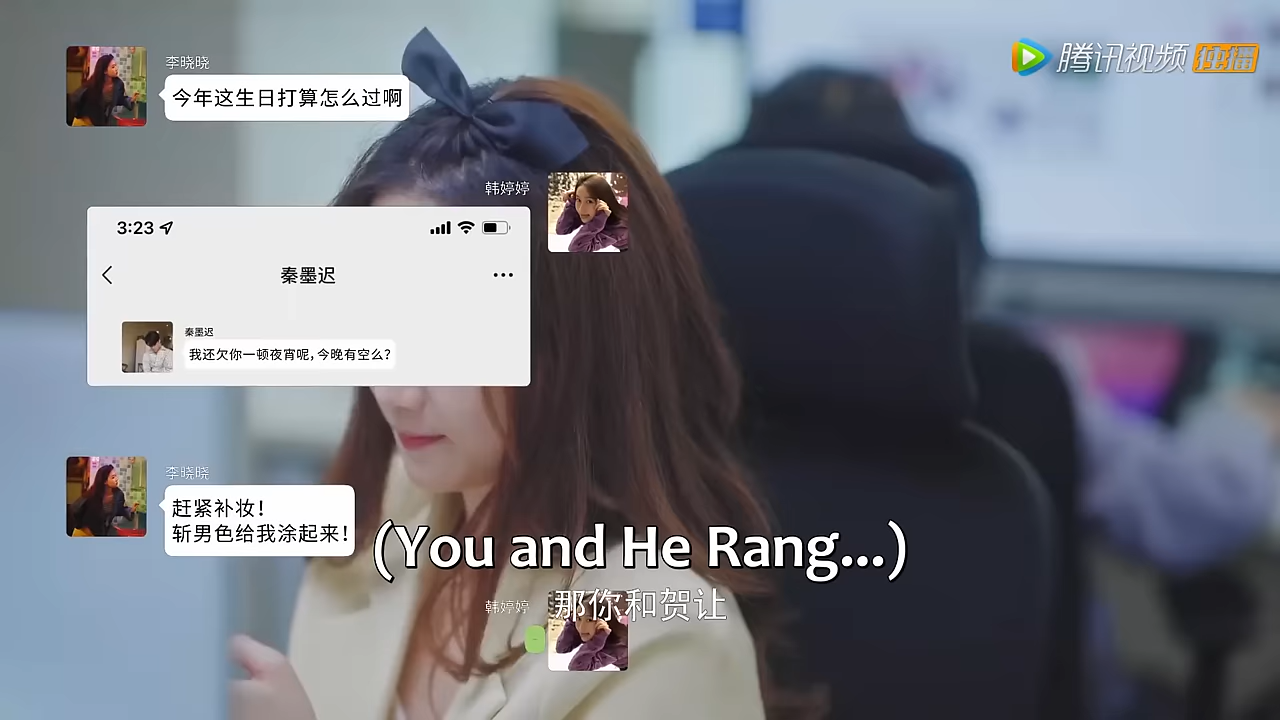 李晓晓
今年这生日打算怎么过啊
腾讯视频 独播
韩婷婷
3:23
秦墨迟
秦墨迟
我还欠你一顿夜宵呢,今晚有空么?
李晓晓
赶紧补妆!
斩男色给我涂起来!
(You and He Rang...)
韩婷婷
那你和贺让